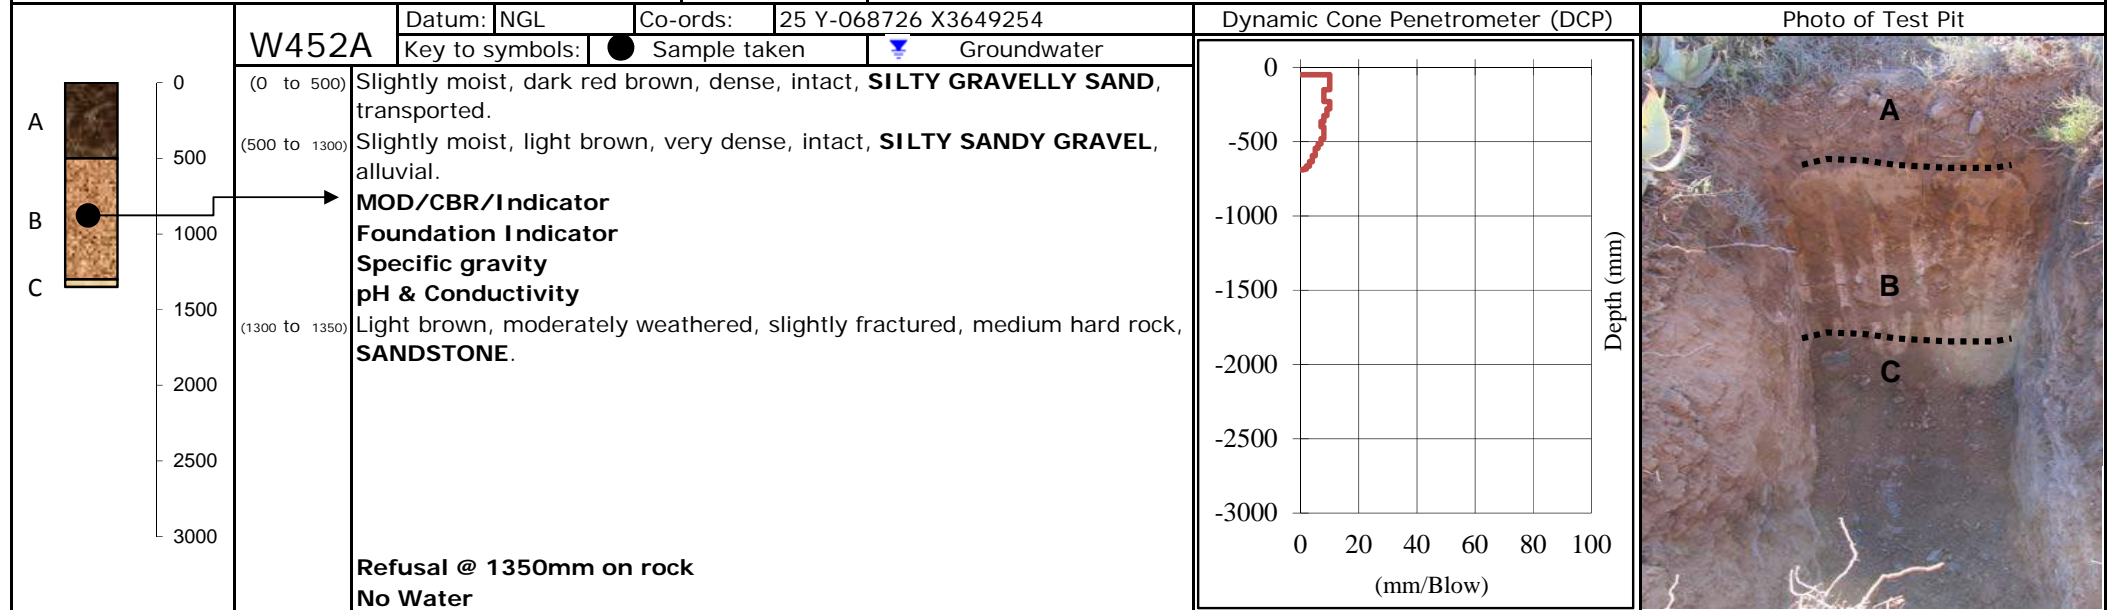 W452A
Datum: NGL Co-ords: 25 Y-068726 X3649254
Key to symbols: Sample taken Groundwater
Dynamic Cone Penetrometer (DCP)
Photo of Test Pit
A
B
C
0
500
1000
1500
2000
2500
3000
(0 to 500) Slightly moist, dark red brown, dense, intact, SILTY GRAVELLY SAND,
transported.
(500 to 1300) Slightly moist, light brown, very dense, intact, SILTY SANDY GRAVEL,
alluvial.
MOD/CBR/Indicator
Foundation Indicator
Specific gravity
pH & Conductivity
(1300 to 1350) Light brown, moderately weathered, slightly fractured, medium hard rock,
SANDSTONE.
Refusal @ 1350mm on rock
No Water
0
-500
-1000
-1500
-2000
-2500
-3000
0 20 40 60 80 100
(mm/Blow)
Depth (mm)
A
B
C